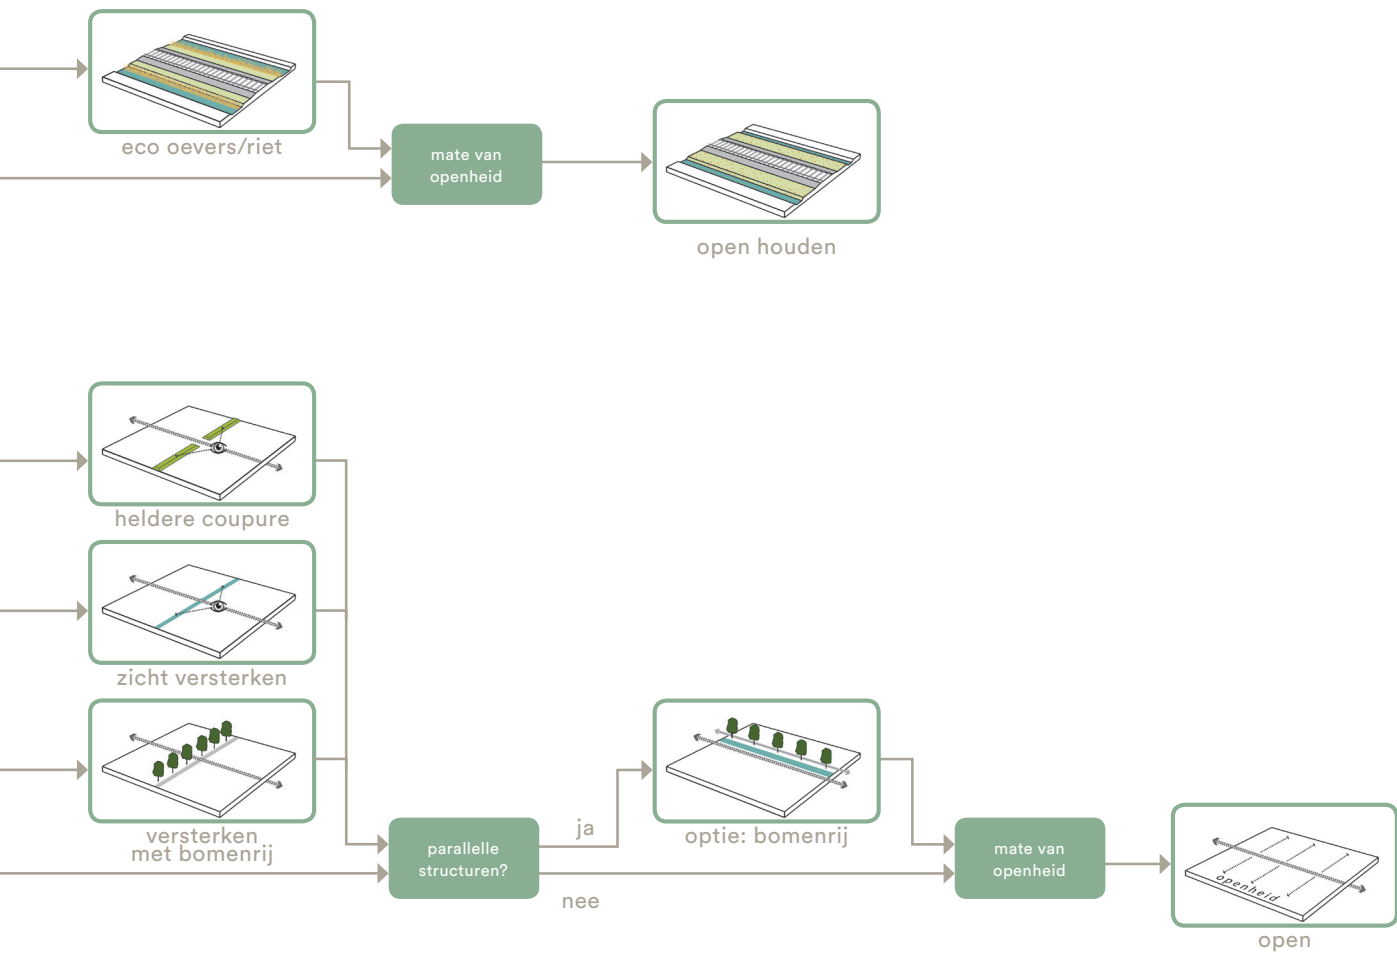 eco oevers/riet
mate van
openheid
open houden
heldere coupure
zicht versterken
versterken
met bomenrij
parallelle
structuren?
ja
nee
optie: bomenrij
mate van
openheid
openheid
open